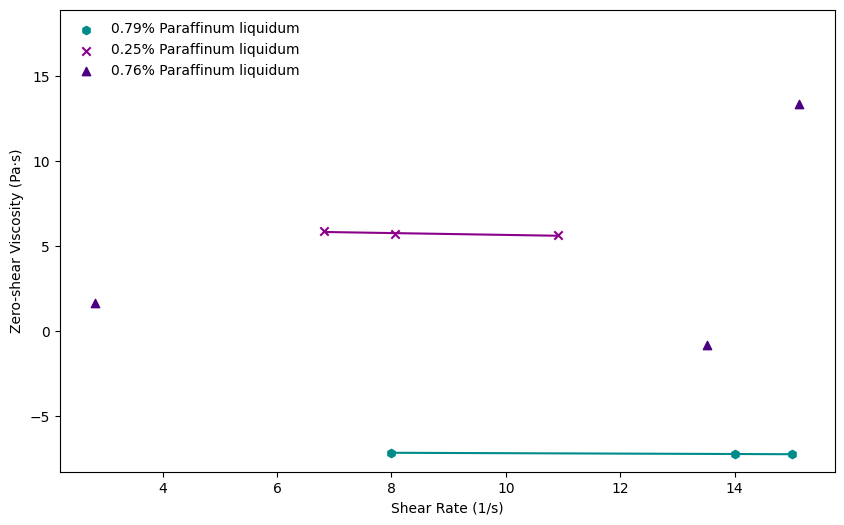 0.79% Paraffinum liquidum
0.25% Paraffinum liquidum
0.76% Paraffinum liquidum
15
10
5
0
−5
Zero-shear Viscosity (Pa·s)
4 6 8 10 12 14
Shear Rate (1/s)